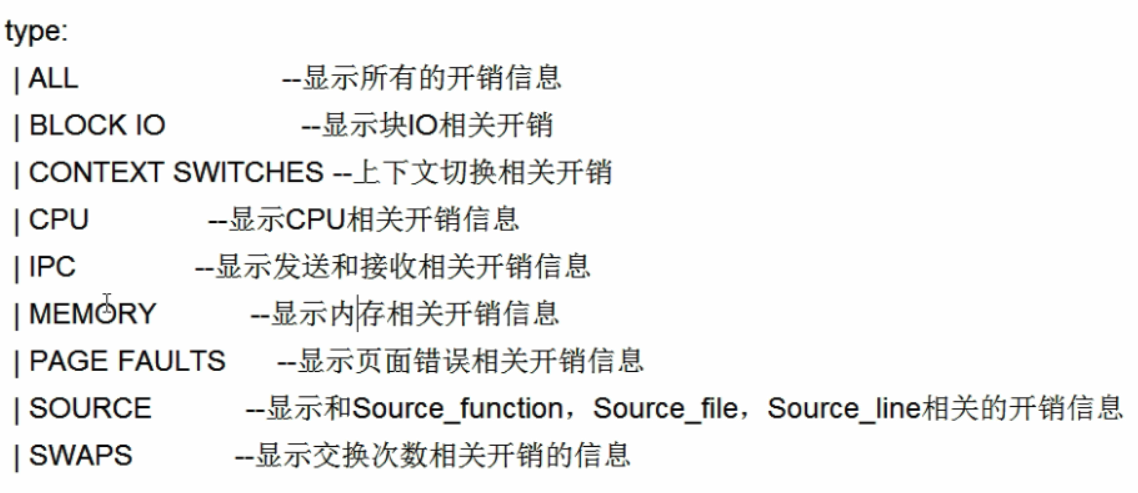 type:
| ALL --显示所有的开销信息
| BLOCK IO --显示块IO相关开销
| CONTEXT SWITCHES --上下文切换相关开销
| CPU --显示CPU相关开销信息
| IPC --显示发送和接收相关开销信息
| MEMORY --显示内存相关开销信息
| PAGE FAULTS --显示页面错误相关开销信息
| SOURCE --显示和Source_function，Source_file，Source_line相关的开销信息
| SWAPS --显示交换次数相关开销的信息